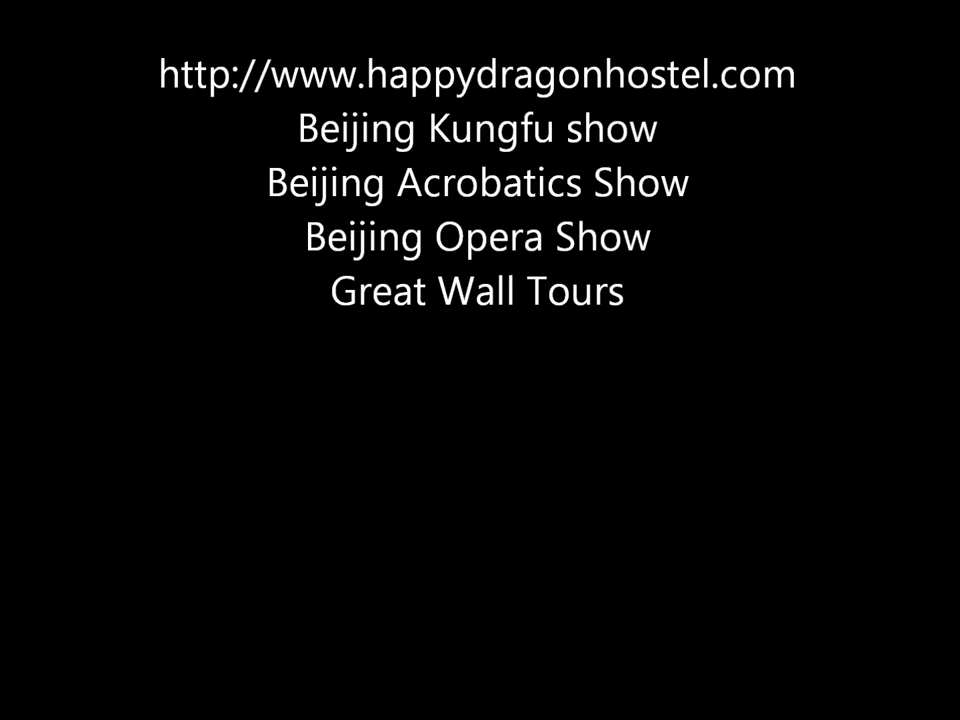 http://www.happydragonhostel.com
Beijing Kungfu show
Beijing Acrobatics Show
Beijing Opera Show
Great Wall Tours